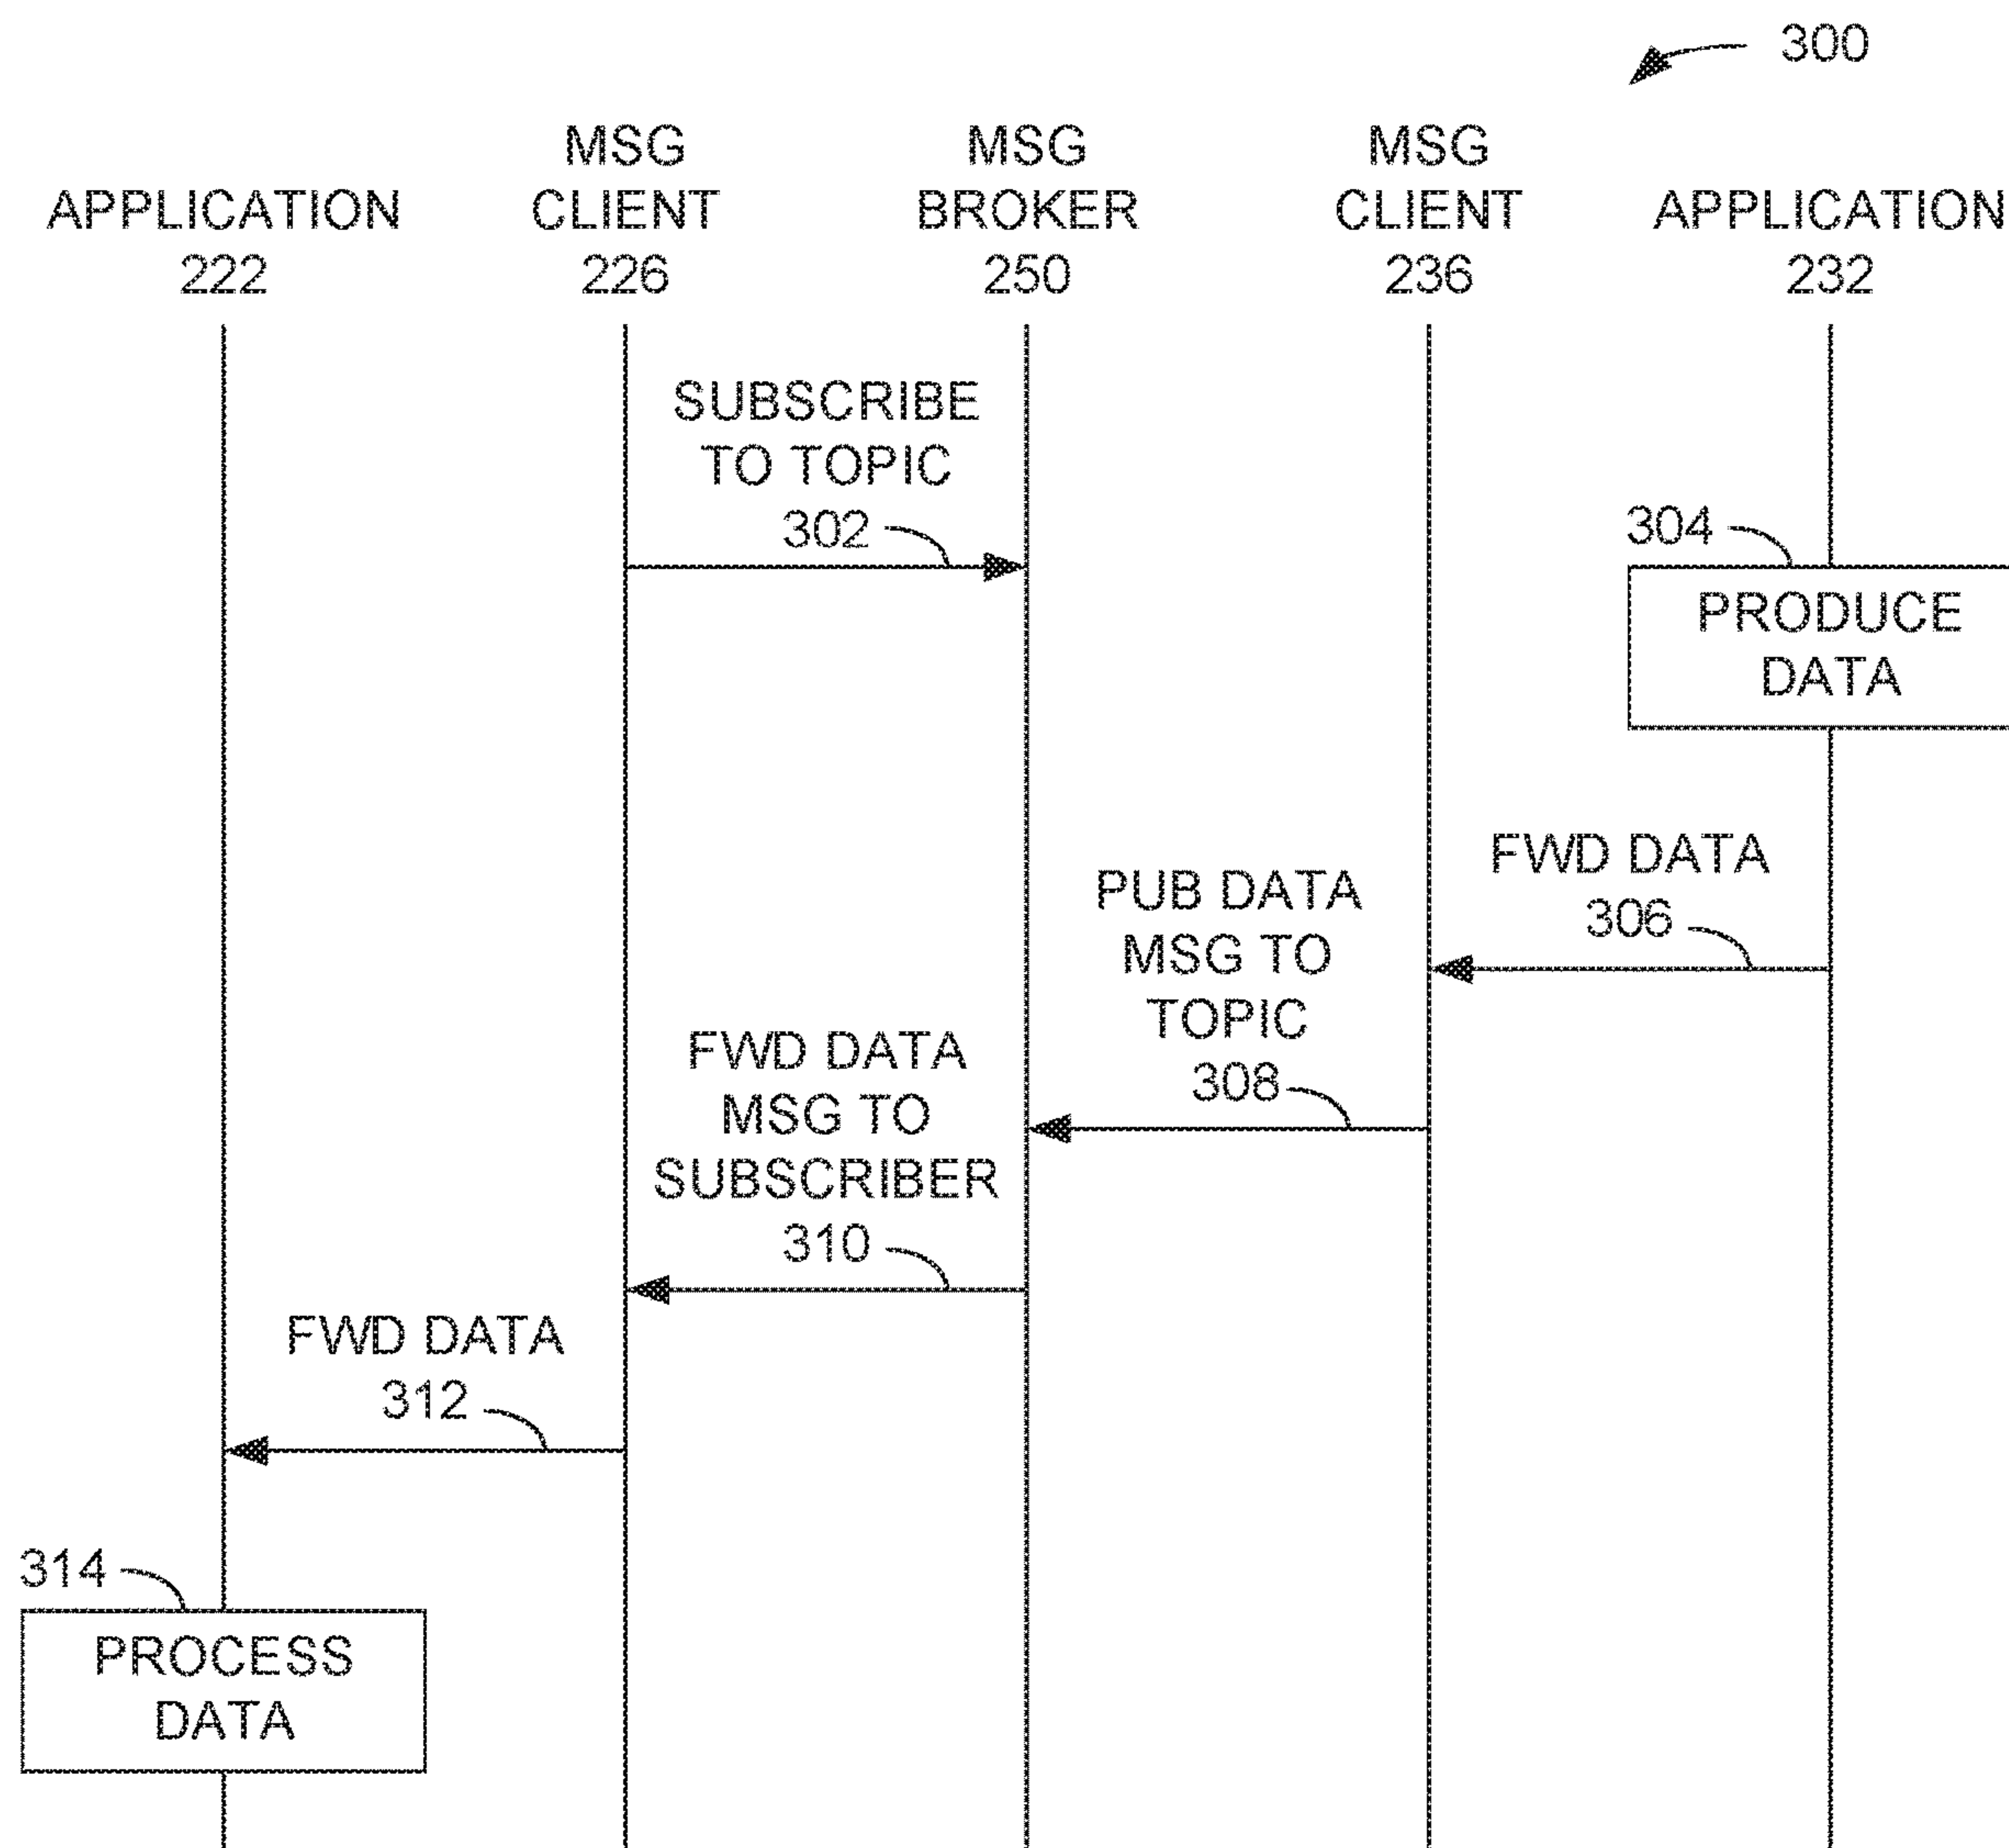 300
APPLICATION
222
MSG
CLIENT
226
MSG
BROKER
250
MSG
CLIENT
236
APPLICATION
232
SUBSCRIBE
TO TOPIC
302
304
PRODUCE
DATA
FWD DATA
306
PUB DATA
MSG TO
TOPIC
308
FWD DATA
MSG TO
SUBSCRIBER
310
FWD DATA
312
314
PROCESS
DATA